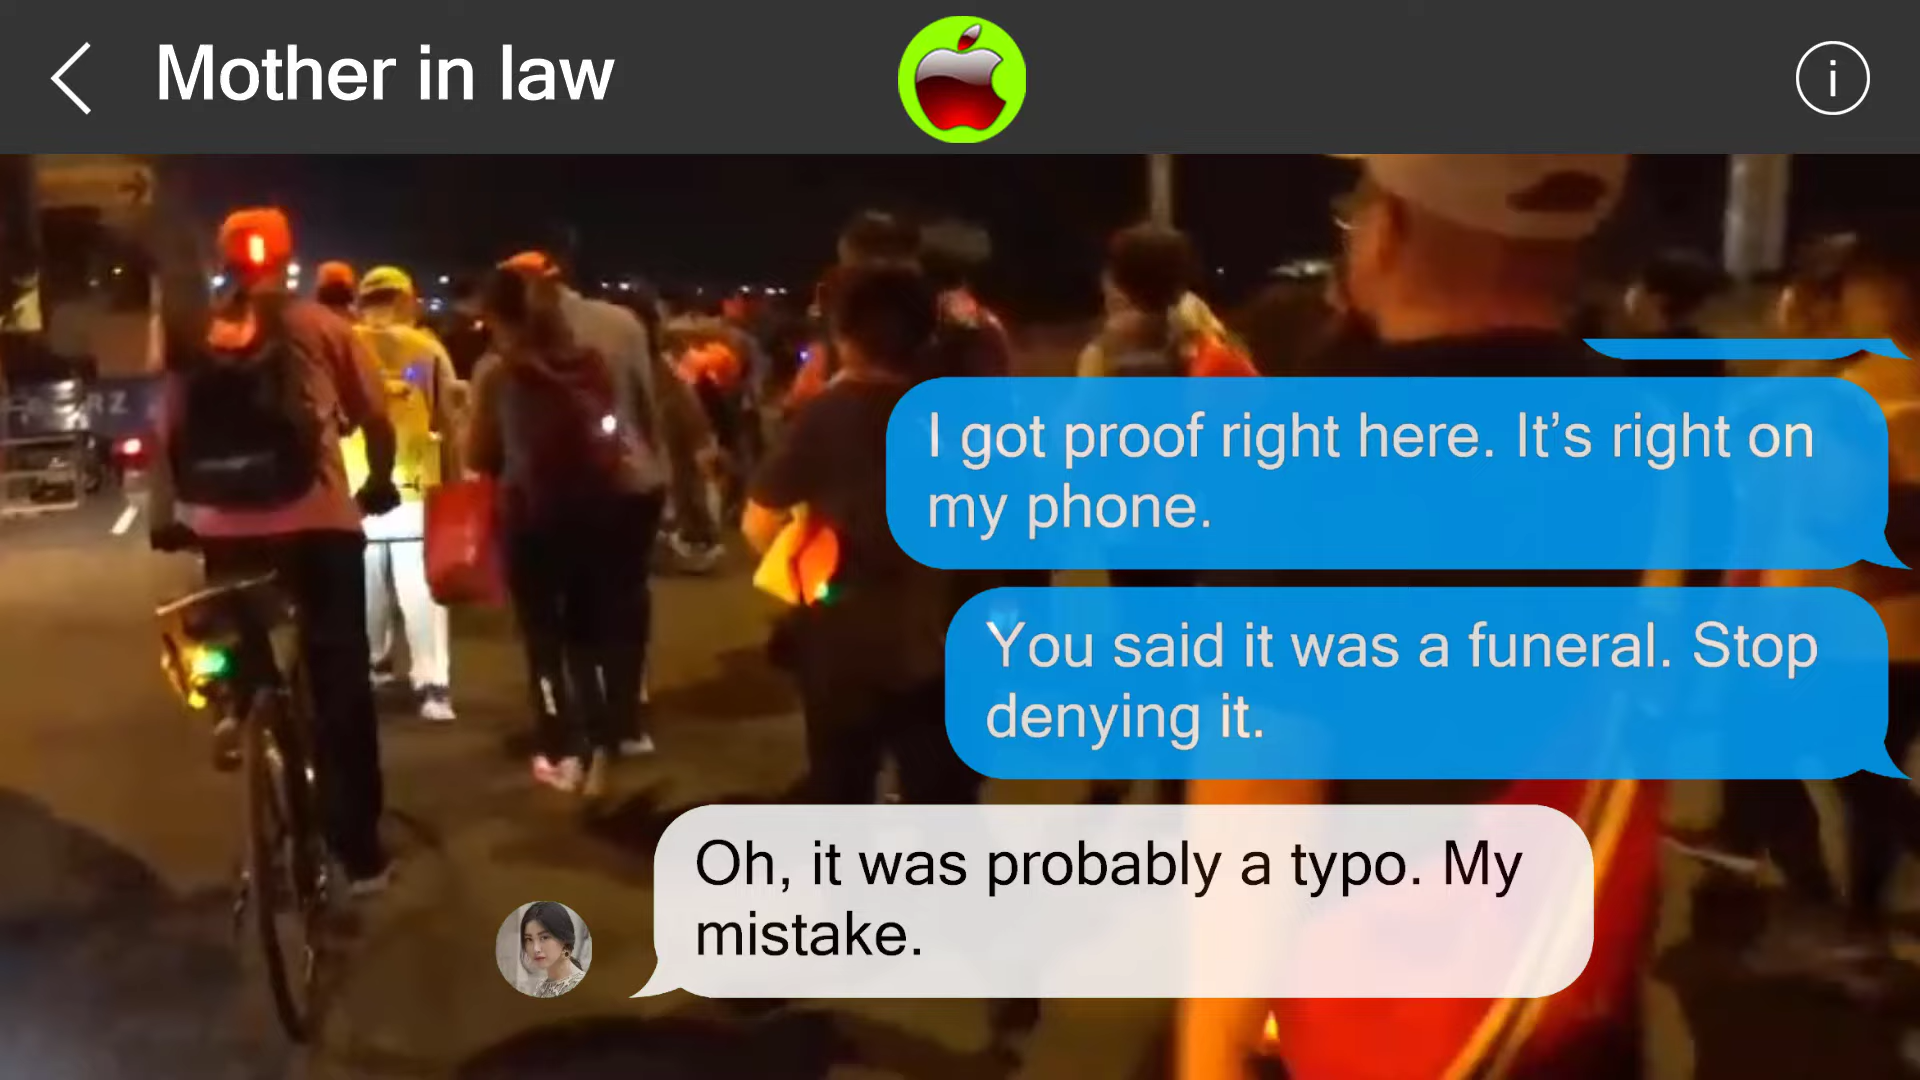 Mother in law
I got proof right here. It’s right on
my phone.
You said it was a funeral. Stop
denying it.
Oh, it was probably a typo. My
mistake.